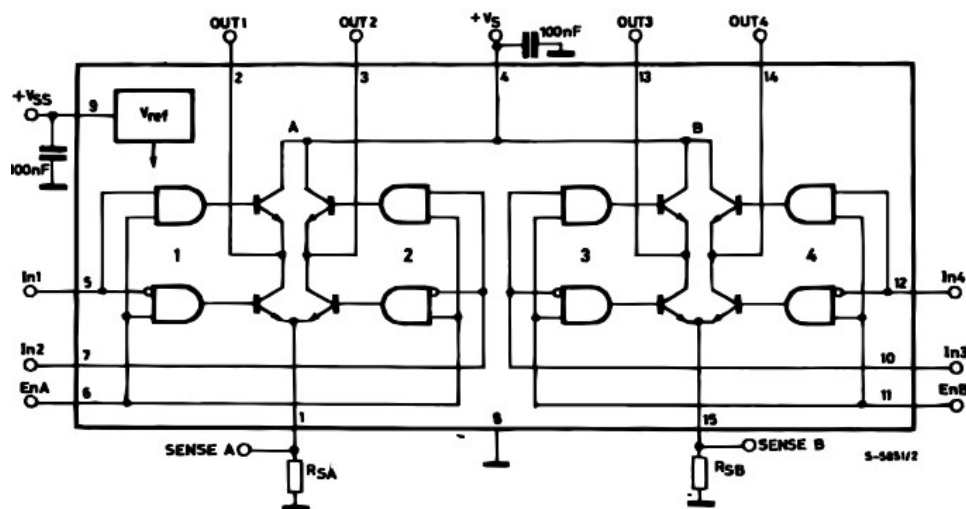 OUT1 OUT2 +VS 100nF OUT3 OUT4
2 3 4 13 14
+VSS 9 Vref A B
100nF
1 2 3 4
In1 5 12 In4
In2 7 10 In3
EnA 6 11 EnB
1 8 15
SENSE A SENSE B S-5851/2
RSA RSB